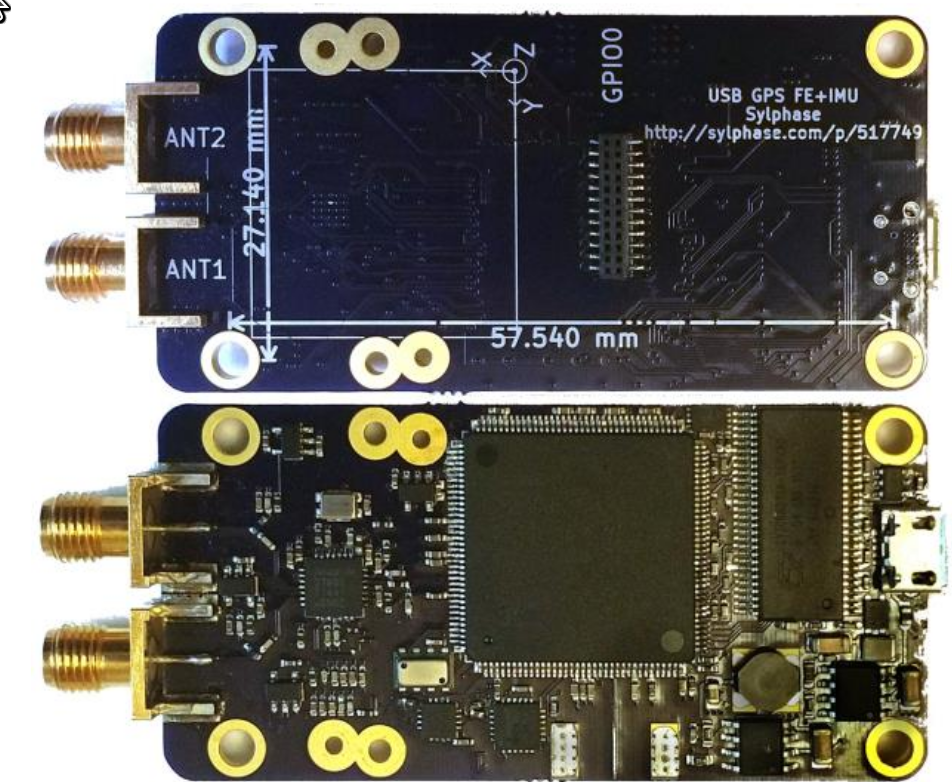 X
Z
Y
GPIO0
USB GPS FE+IMU
Sylphase
http://sylphase.com/p/517749
ANT2
27.140 mm
ANT1
57.540 mm